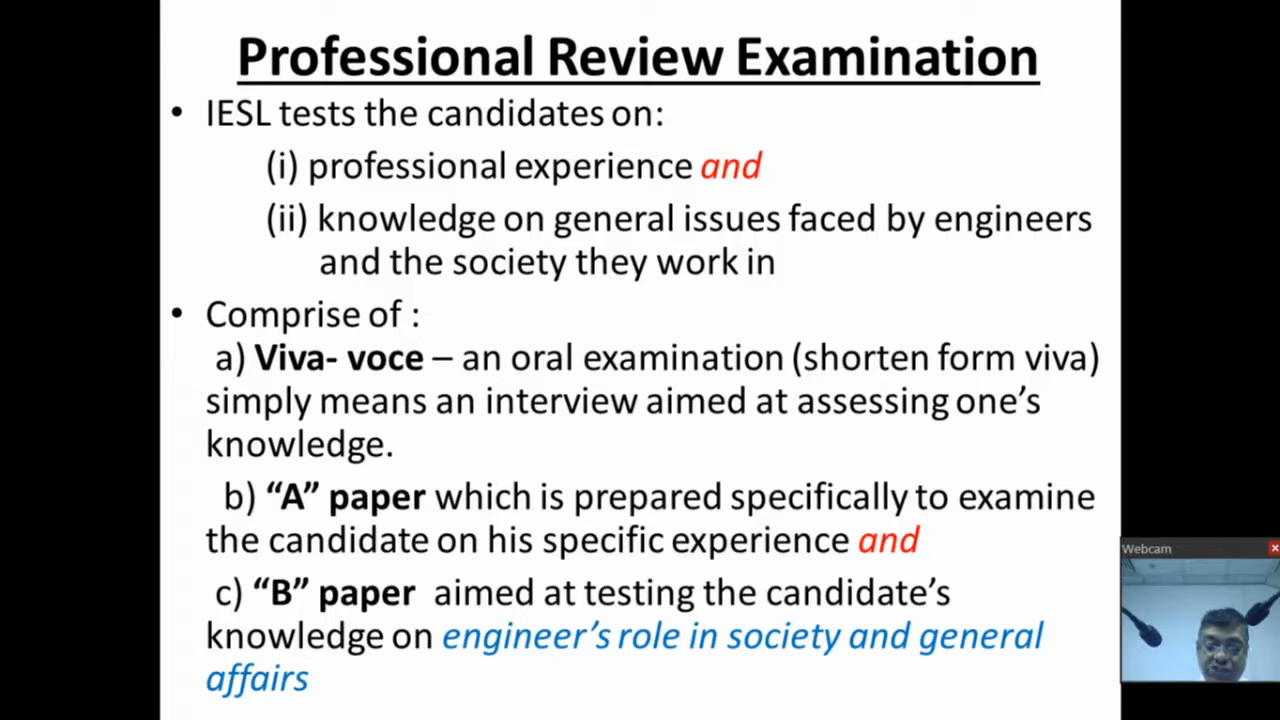 Professional Review Examination
• IESL tests the candidates on:
(i) professional experience and
(ii) knowledge on general issues faced by engineers
and the society they work in
• Comprise of :
a) Viva- voce – an oral examination (shorten form viva)
simply means an interview aimed at assessing one’s
knowledge.
b) “A” paper which is prepared specifically to examine
the candidate on his specific experience and
c) “B” paper aimed at testing the candidate’s
knowledge on engineer’s role in society and general
affairs
Webcam